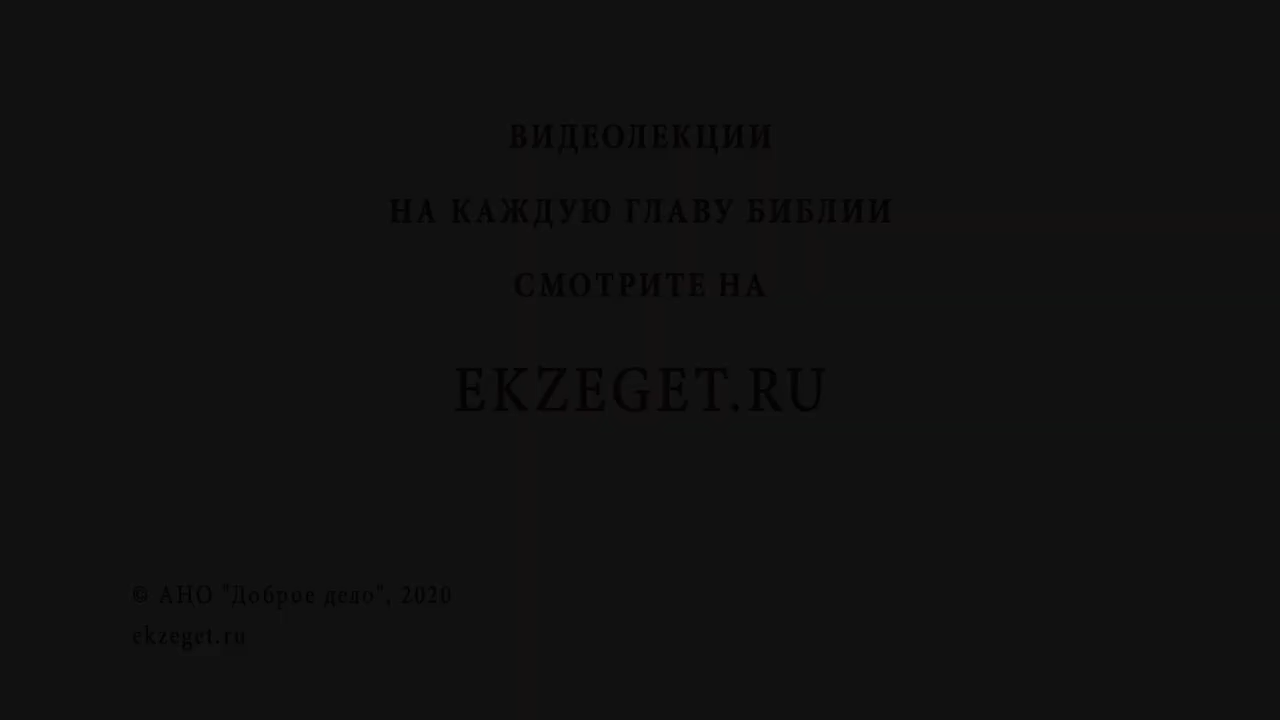 ВИДЕОЛЕКЦИИ
НА КАЖДУЮ ГЛАВУ БИБЛИИ
СМОТРИТЕ НА
EKZEGET.RU
© АНО "Доброе дело", 2020
ekzeget.ru